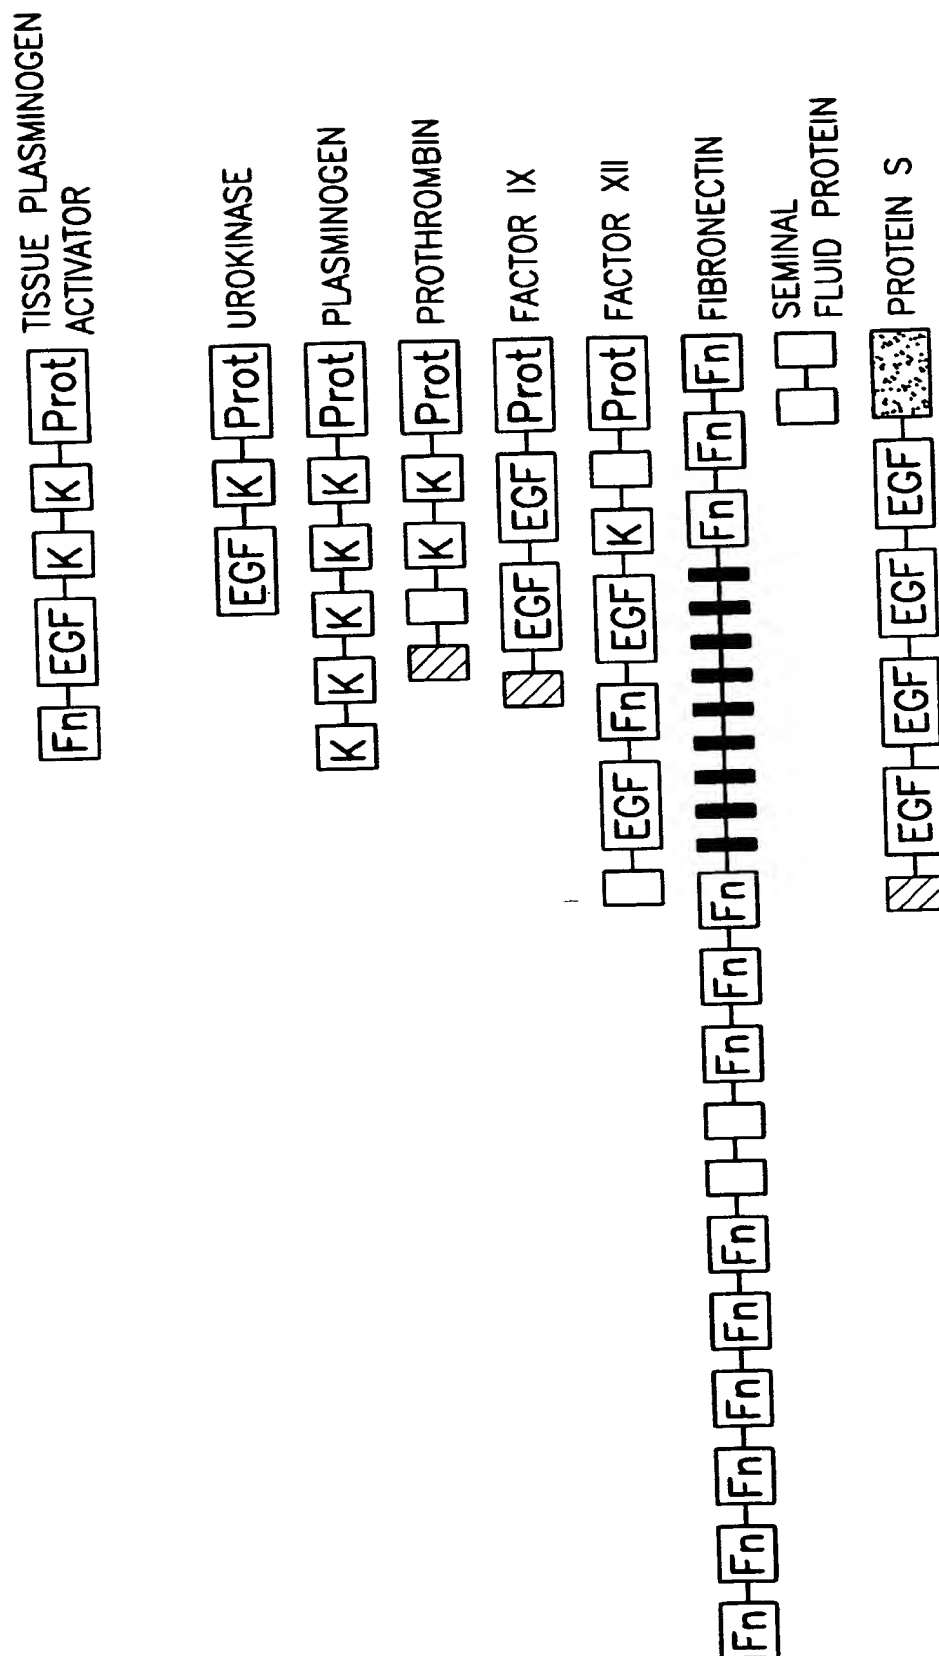 Fn EGF K K Prot TISSUE PLASMINOGEN
ACTIVATOR
EGF K Prot UROKINASE
K K K K K Prot PLASMINOGEN
K K Prot PROTHROMBIN
EGF EGF Prot FACTOR IX
EGF Fn EGF K Prot FACTOR XII
Fn Fn Fn Fn Fn Fn Fn Fn Fn Fn Fn Fn FIBRONECTIN
SEMINAL
FLUID PROTEIN
EGF EGF EGF EGF PROTEIN S